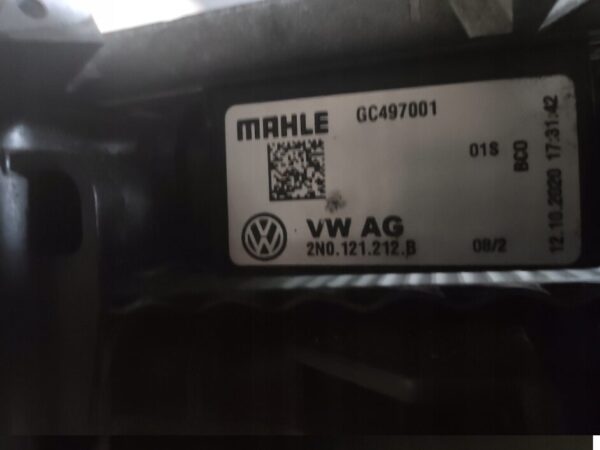 MAHLE
GC497001
01S
BC0
12.10.2020 17:31:42
VW AG
2N0.121.212.B
08/2